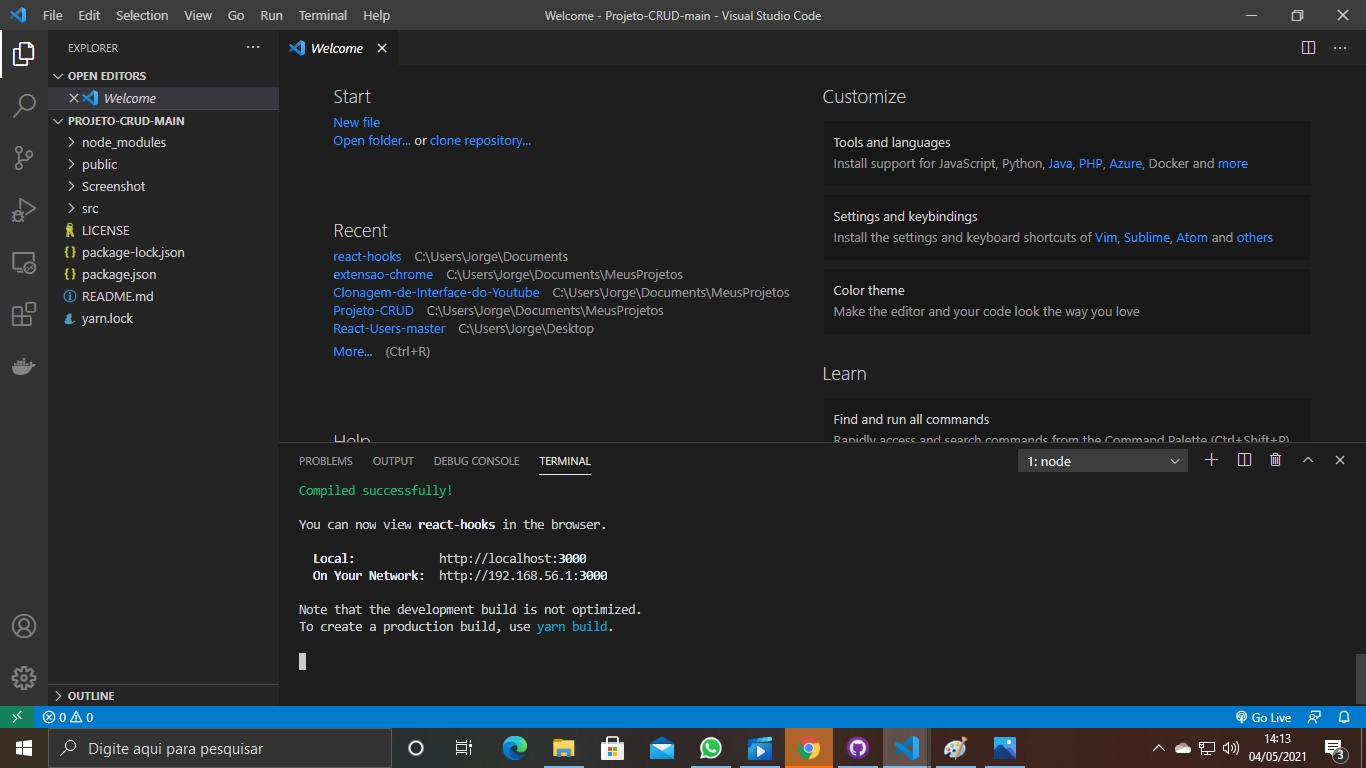 File Edit Selection View Go Run Terminal Help
Welcome - Projeto-CRUD-main - Visual Studio Code
EXPLORER
OPEN EDITORS
Welcome
PROJETO-CRUD-MAIN
node_modules
public
Screenshot
src
LICENSE
package-lock.json
package.json
README.md
yarn.lock
OUTLINE
Welcome
Start
New file
Open folder... or clone repository...
Recent
react-hooks C:\Users\Jorge\Documents
extensao-chrome C:\Users\Jorge\Documents\MeusProjetos
Clonagem-de-Interface-do-Youtube C:\Users\Jorge\Documents\MeusProjetos
Projeto-CRUD C:\Users\Jorge\Documents\MeusProjetos
React-Users-master C:\Users\Jorge\Desktop
More... (Ctrl+R)
Help
Customize
Tools and languages
Install support for JavaScript, Python, Java, PHP, Azure, Docker and more
Settings and keybindings
Install the settings and keyboard shortcuts of Vim, Sublime, Atom and others
Color theme
Make the editor and your code look the way you love
Learn
Find and run all commands
Rapidly access and search commands from the Command Palette (Ctrl+Shift+P)
PROBLEMS OUTPUT DEBUG CONSOLE TERMINAL
1: node
Compiled successfully!
You can now view react-hooks in the browser.
Local: http://localhost:3000
On Your Network: http://192.168.56.1:3000
Note that the development build is not optimized.
To create a production build, use yarn build.
0 0
Go Live
Digite aqui para pesquisar
14:13
04/05/2021
3